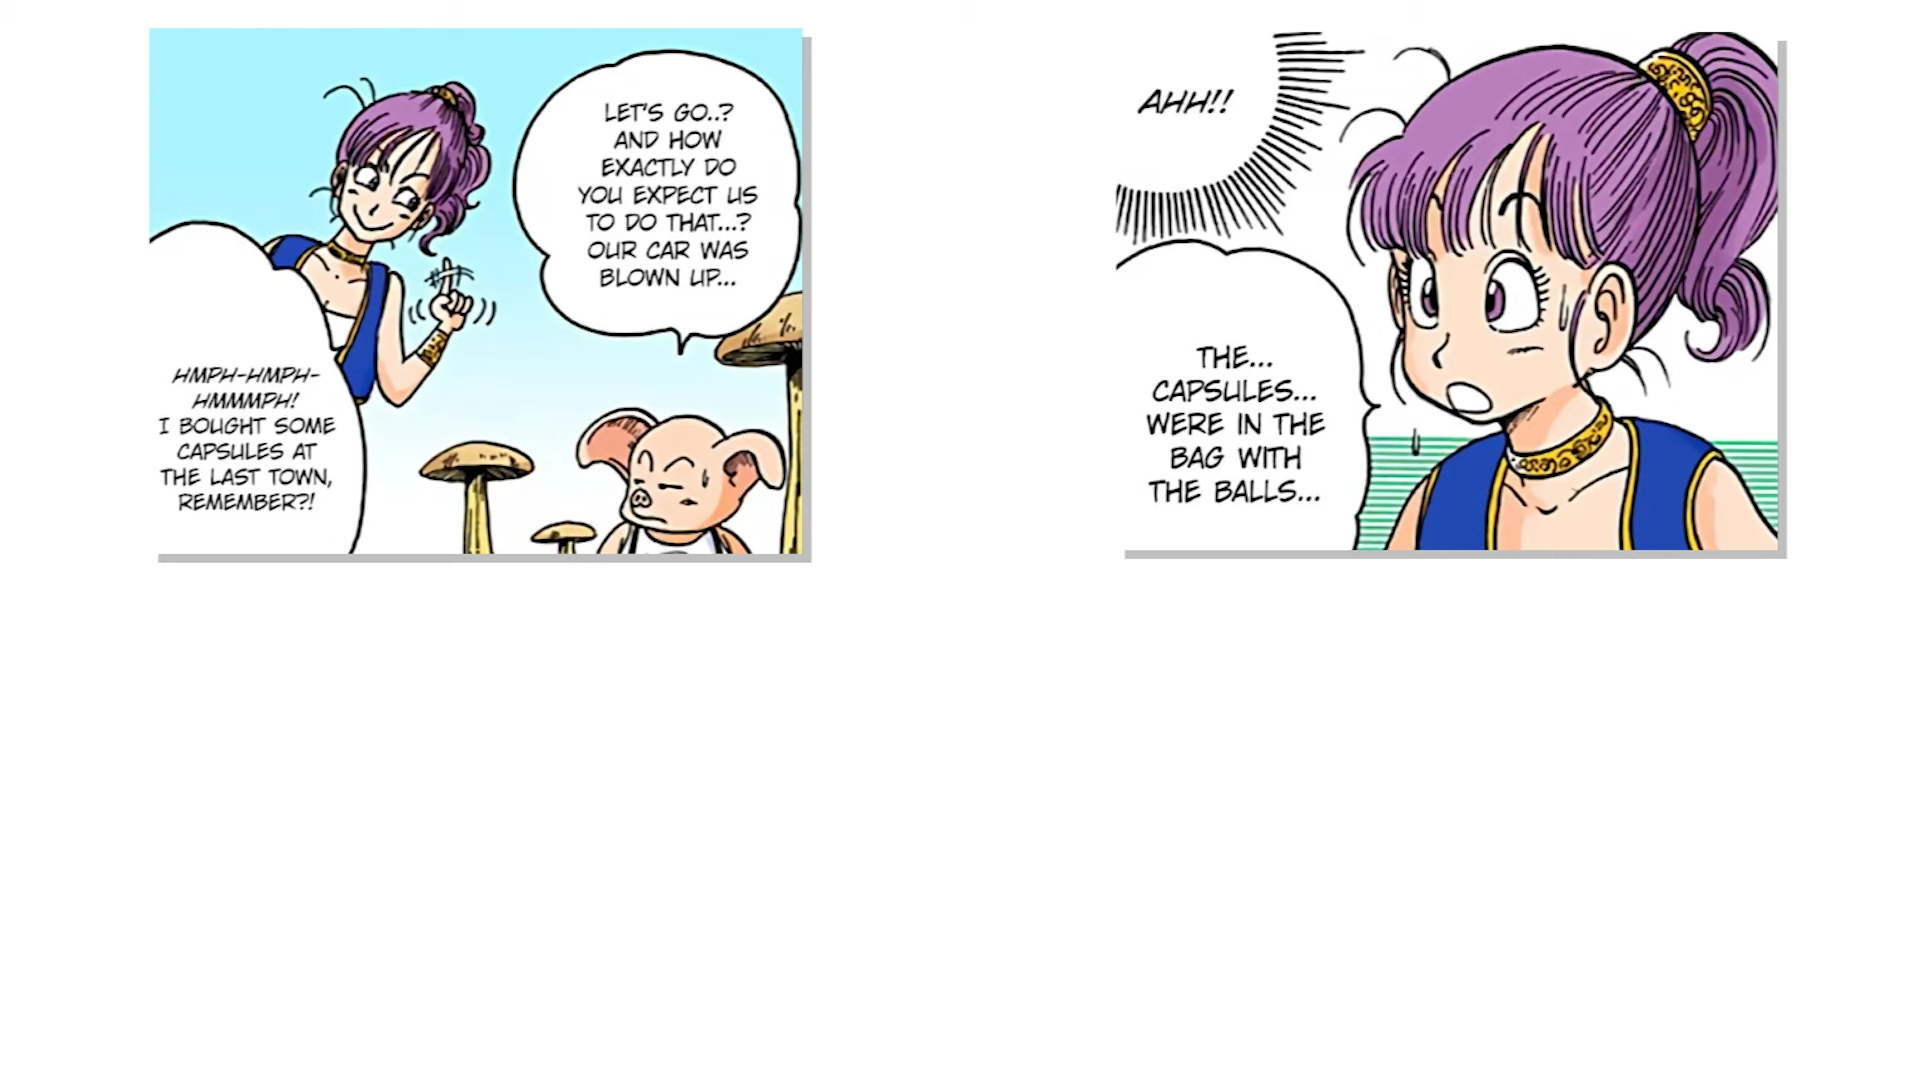 LET'S GO..?
AND HOW
EXACTLY DO
YOU EXPECT US
TO DO THAT...?
OUR CAR WAS
BLOWN UP...
HMPH-HMPH-
HMMMPH!
I BOUGHT SOME
CAPSULES AT
THE LAST TOWN,
REMEMBER?!
AHH!!
THE...
CAPSULES...
WERE IN THE
BAG WITH
THE BALLS...